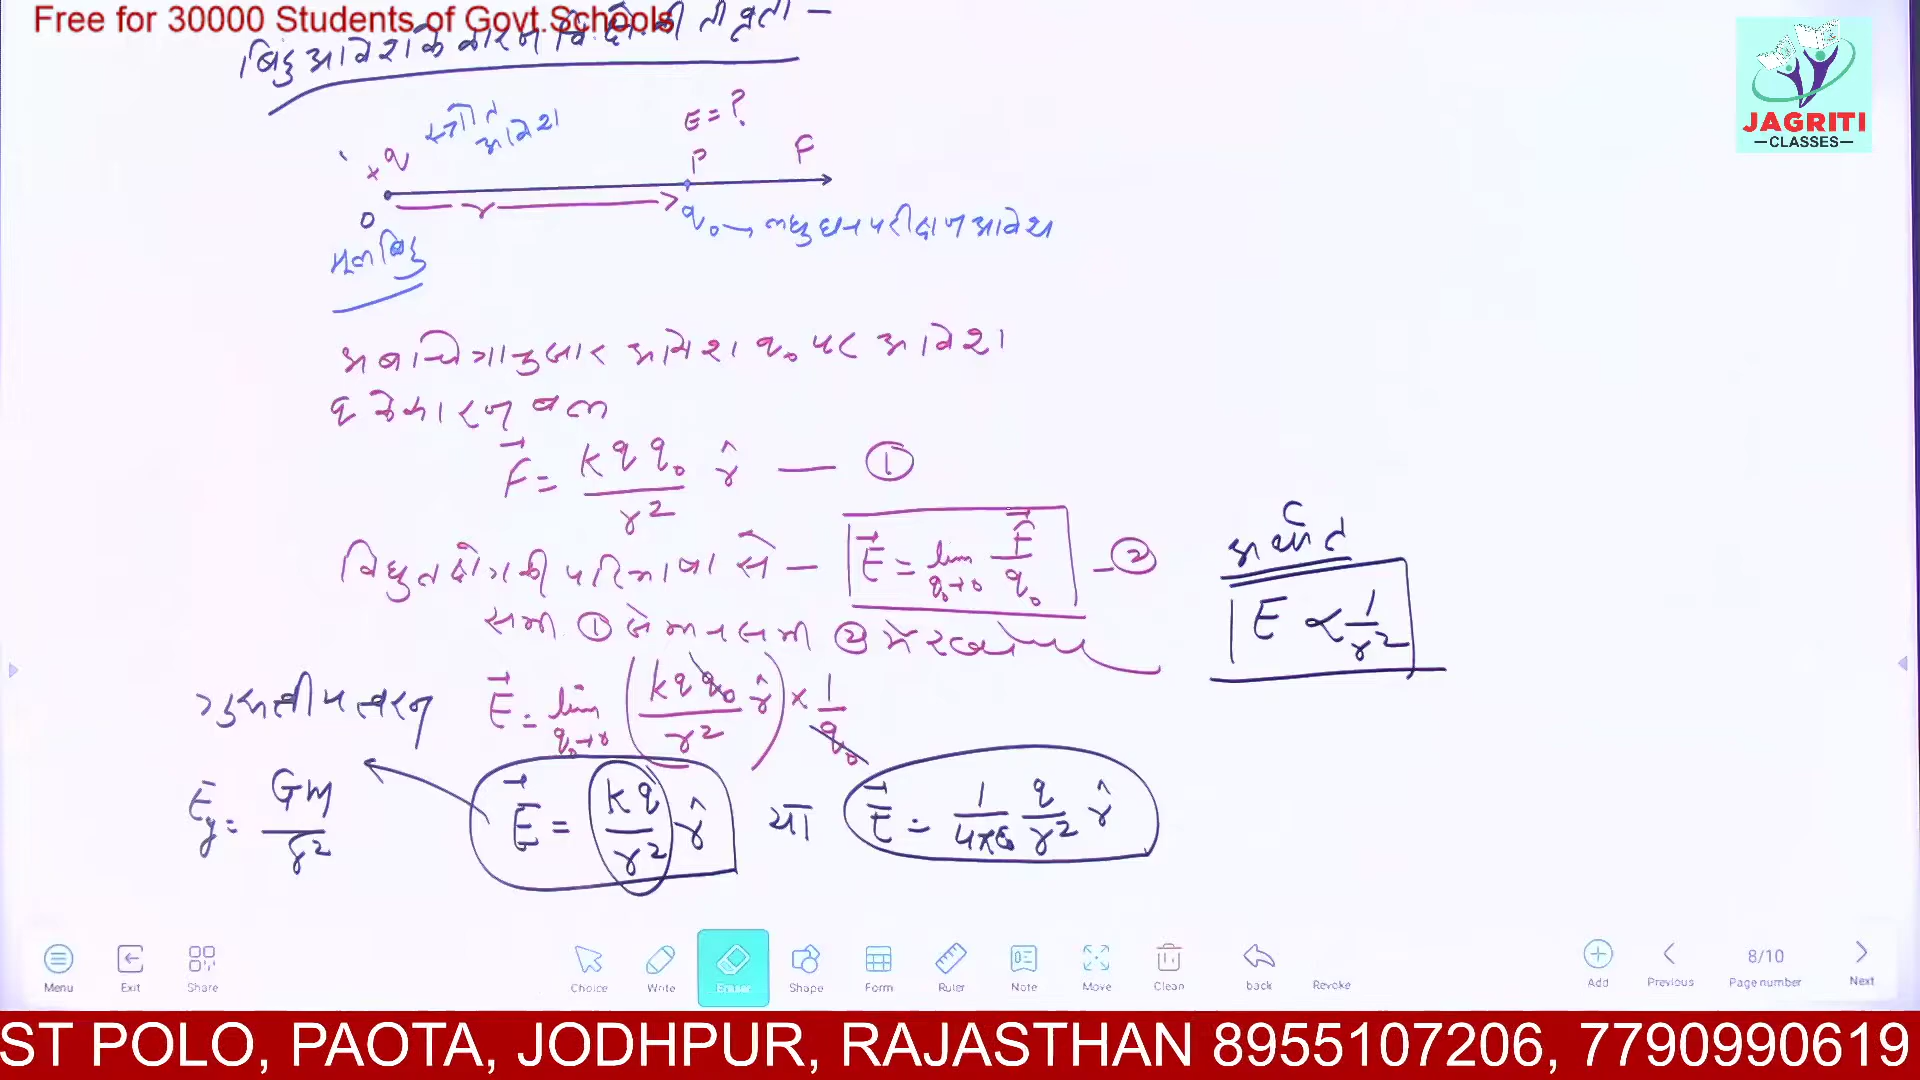 Free for 30000 Students of Govt.Schools
बिंदु आवेश के कारण वि. क्षे. की तीव्रता –
JAGRITI
—CLASSES—
स्त्रोत
आवेश
E = ?
q
P
F
O
r
q₀ → लघु धन परीक्षण आवेश
मूल बिंदु
आवेश q₀ पर आवेश
q के कारण बल
F⃗ = kqq₀/r² r̂ — ①
विद्युत क्षेत्र की परिभाषा से – E⃗ = lim q₀→0 F⃗/q₀ – ②
अर्थात
E ∝ 1/r²
समी ① से मान समी ② में रखने
गुरुत्वीय त्वरण
E⃗ = lim q₀→0 (kqq₀/r² r̂) × 1/q₀
Eg = GM/r²
E⃗ = kq/r² r̂ या E⃗ = 1/4πε₀ q/r² r̂
Menu Exit Share Choice Write Eraser Shape Form Ruler Note Move Clean back Revoke Add Previous 8/10 Page number Next
ST POLO, PAOTA, JODHPUR, RAJASTHAN 8955107206, 7790990619